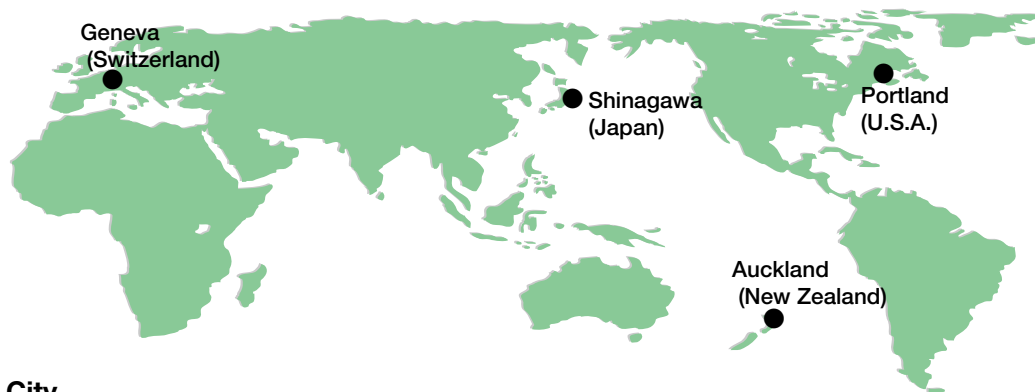 Geneva
(Switzerland)
Shinagawa
(Japan)
Portland
(U.S.A.)
Auckland
(New Zealand)
City